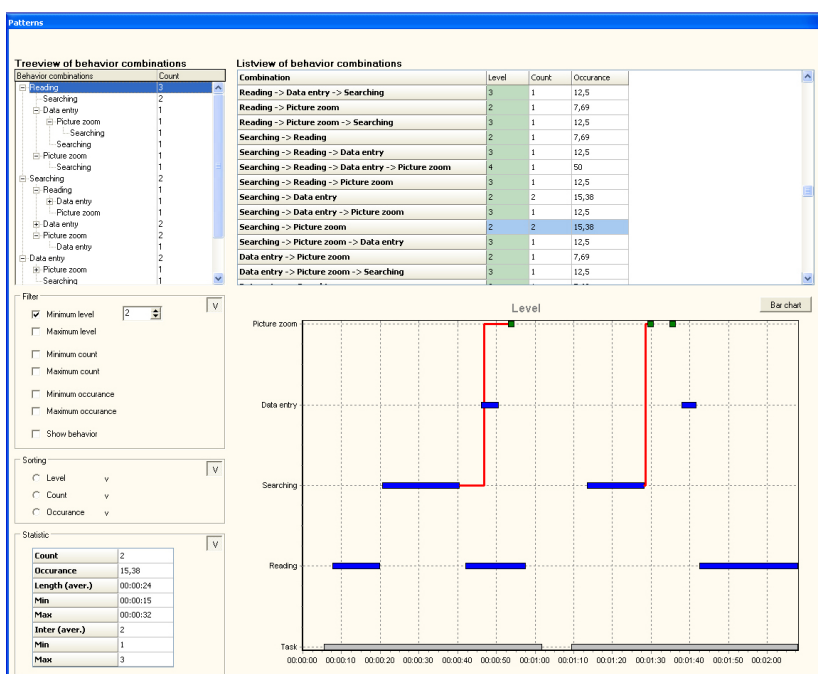 Patterns
Treeview of behavior combinations
Behavior combinations Count
Reading 3
Searching 2
Data entry 1
Picture zoom 1
Searching 1
Searching 1
Picture zoom 1
Searching 1
Searching 2
Reading 1
Data entry 1
Picture zoom 1
Data entry 2
Picture zoom 2
Data entry 1
Data entry 2
Picture zoom 1
Searching 1
Listview of behavior combinations
Combination Level Count Occurance
Reading -> Data entry -> Searching 3 1 12,5
Reading -> Picture zoom 2 1 7,69
Reading -> Picture zoom -> Searching 3 1 12,5
Searching -> Reading 2 1 7,69
Searching -> Reading -> Data entry 3 1 12,5
Searching -> Reading -> Data entry -> Picture zoom 4 1 50
Searching -> Reading -> Picture zoom 3 1 12,5
Searching -> Data entry 2 2 15,38
Searching -> Data entry -> Picture zoom 3 1 12,5
Searching -> Picture zoom 2 2 15,38
Searching -> Picture zoom -> Data entry 3 1 12,5
Data entry -> Picture zoom 2 1 7,69
Data entry -> Picture zoom -> Searching 3 1 12,5
Filter
V
Minimum level 2
Maximum level
Minimum count
Maximum count
Minimum occurance
Maximum occurance
Show behavior
Sorting
V
Level v
Count v
Occurance v
Statistic
V
Count 2
Occurance 15,38
Length (aver.) 00:00:24
Min 00:00:15
Max 00:00:32
Inter (aver.) 2
Min 1
Max 3
Level
Bar chart
Picture zoom
Data entry
Searching
Reading
Task
00:00:00 00:00:10 00:00:20 00:00:30 00:00:40 00:00:50 00:01:00 00:01:10 00:01:20 00:01:30 00:01:40 00:01:50 00:02:00